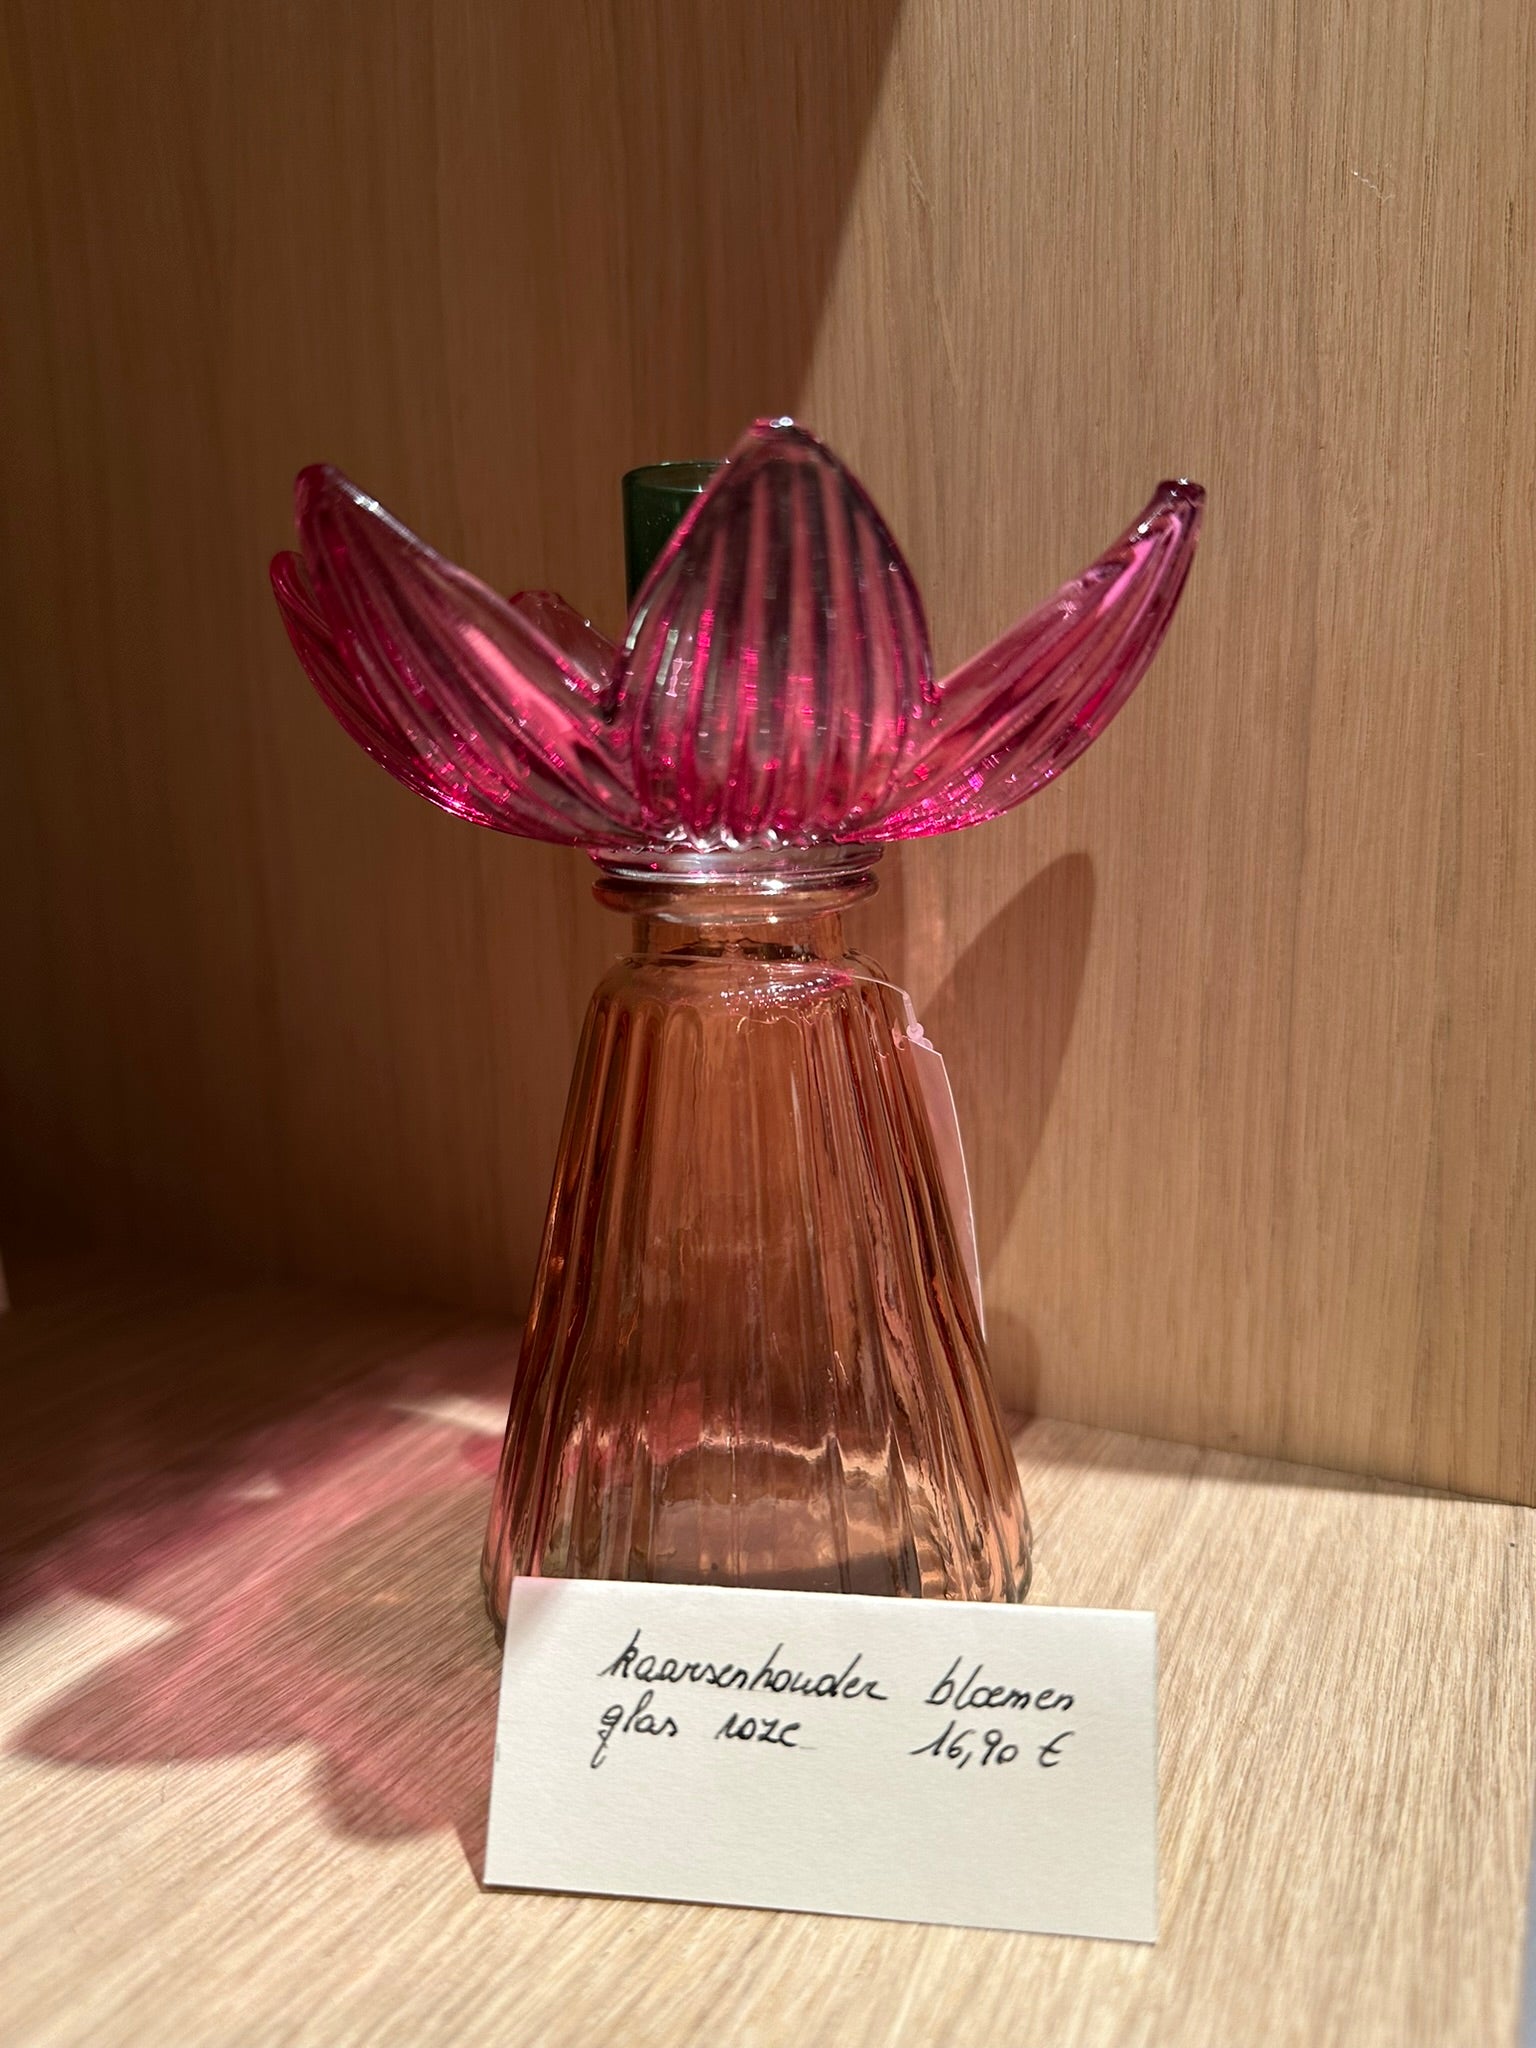 kaarsenhouder bloemen
glas roze 16,90 €